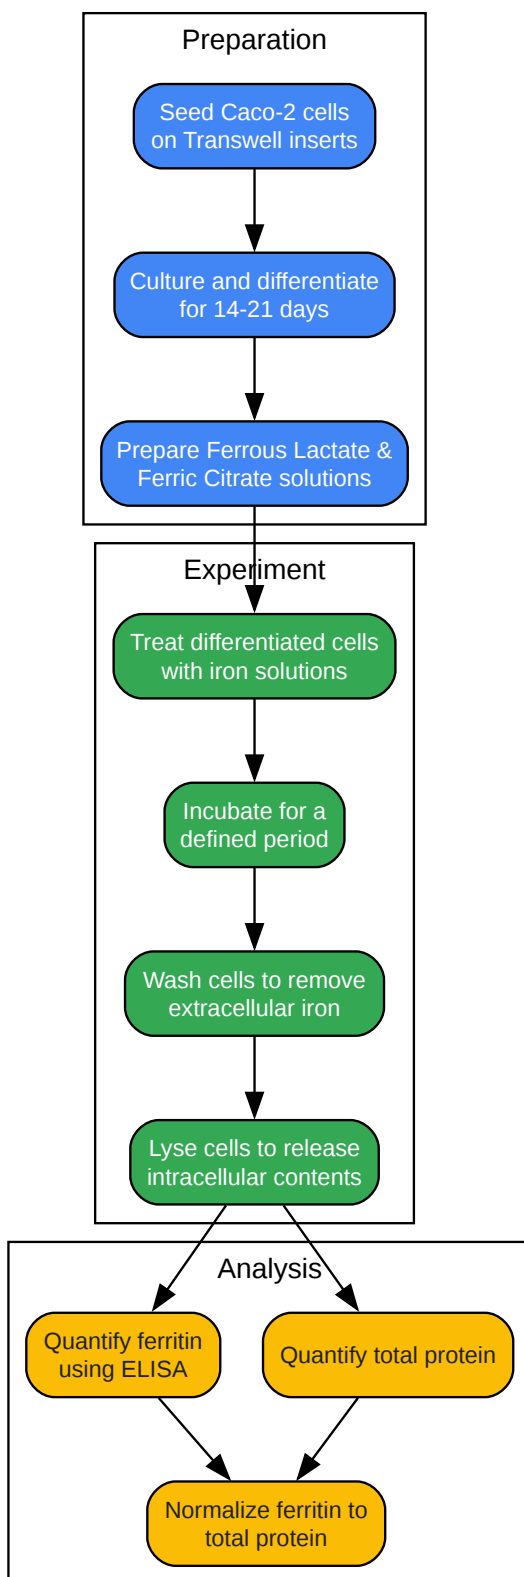 Preparation
Seed Caco-2 cells
on Transwell inserts
Culture and differentiate
for 14-21 days
Prepare Ferrous Lactate &
Ferric Citrate solutions
Experiment
Treat differentiated cells
with iron solutions
Incubate for a
defined period
Wash cells to remove
extracellular iron
Lyse cells to release
intracellular contents
Analysis
Quantify ferritin
using ELISA
Quantify total protein
Normalize ferritin to
total protein